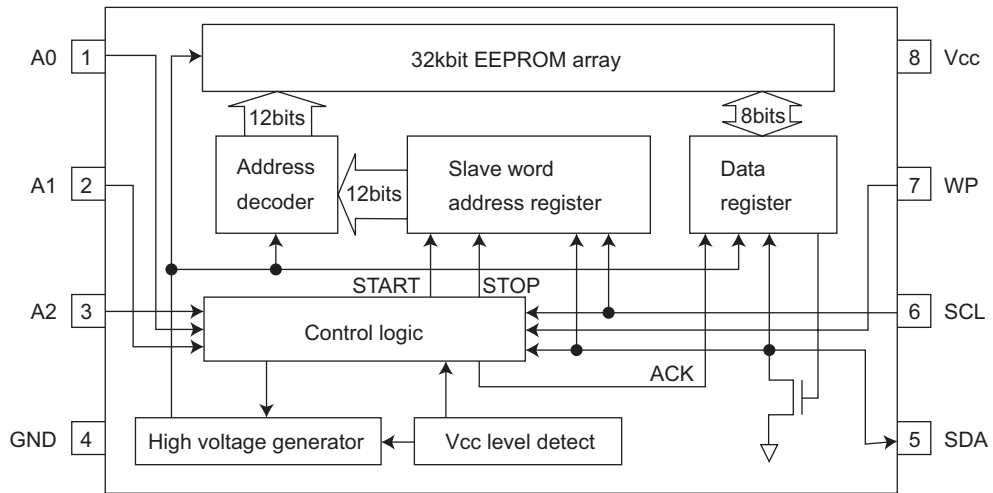 A0 1
32kbit EEPROM array
8 Vcc
12bits
8bits
A1 2
Address
decoder
12bits
Slave word
address register
Data
register
7 WP
START
STOP
A2 3
Control logic
6 SCL
ACK
GND 4
High voltage generator
Vcc level detect
5 SDA